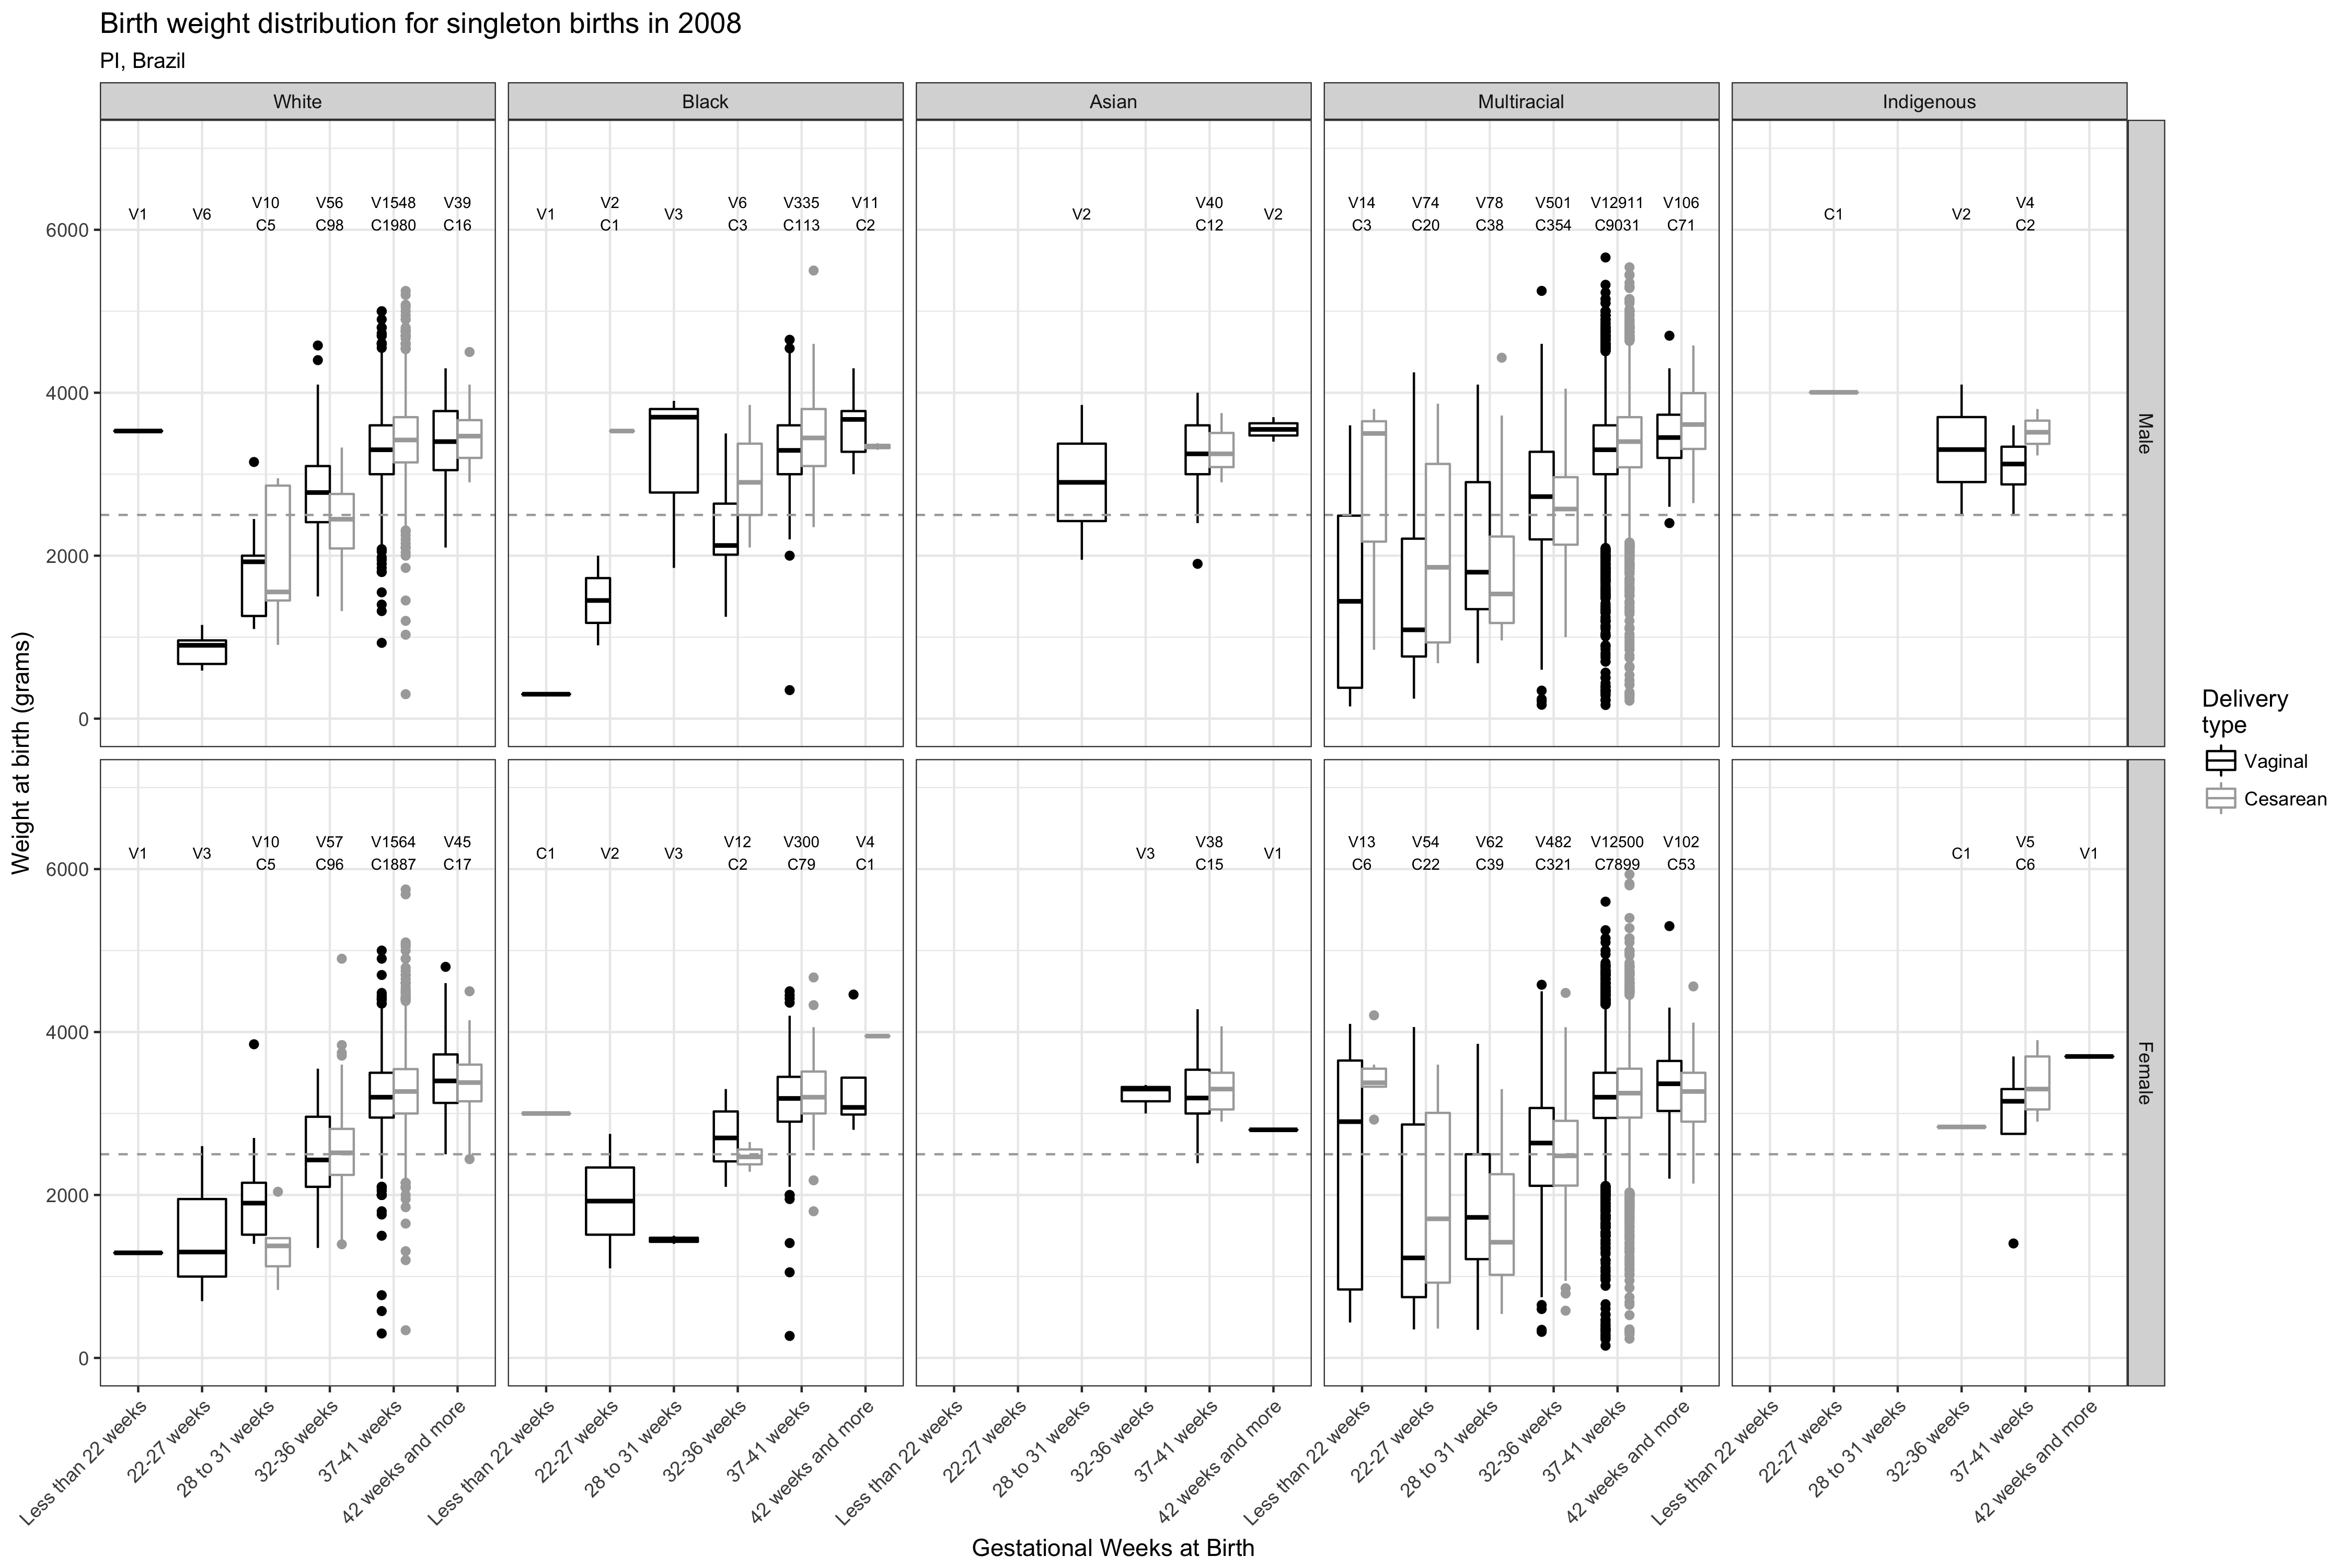 Birth weight distribution for singleton births in 2008
PI, Brazil
White
Black
Asian
Multiracial
Indigenous
V1
V6
V10
C5
V56
C98
V1548
C1980
V39
C16
V1
V2
C1
V3
V6
C3
V335
C113
V11
C2
V2
V40
C12
V2
V14
C3
V74
C20
V78
C38
V501
C354
V12911
C9031
V106
C71
C1
V2
V4
C2
6000
4000
2000
0
Male
V1
V3
V10
C5
V57
C96
V1564
C1887
V45
C17
C1
V2
V3
V12
C2
V300
C79
V4
C1
V3
V38
C15
V1
V13
C6
V54
C22
V62
C39
V482
C321
V12500
C7899
V102
C53
C1
V5
C6
V1
6000
4000
2000
0
Female
Weight at birth (grams)
Less than 22 weeks
22-27 weeks
28 to 31 weeks
32-36 weeks
37-41 weeks
42 weeks and more
Less than 22 weeks
22-27 weeks
28 to 31 weeks
32-36 weeks
37-41 weeks
42 weeks and more
Less than 22 weeks
22-27 weeks
28 to 31 weeks
32-36 weeks
37-41 weeks
42 weeks and more
Less than 22 weeks
22-27 weeks
28 to 31 weeks
32-36 weeks
37-41 weeks
42 weeks and more
Less than 22 weeks
22-27 weeks
28 to 31 weeks
32-36 weeks
37-41 weeks
42 weeks and more
Gestational Weeks at Birth
Delivery
type
Vaginal
Cesarean